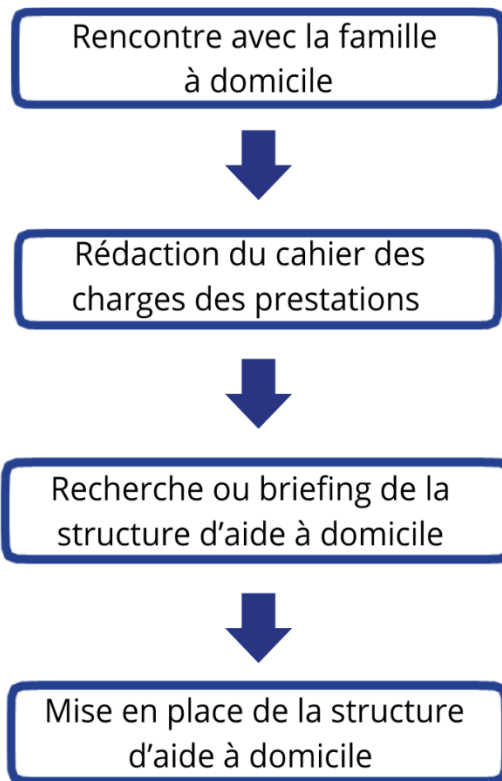 Rencontre avec la famille
à domicile
Rédaction du cahier des
charges des prestations
Recherche ou briefing de la
structure d'aide à domicile
Mise en place de la structure
d'aide à domicile